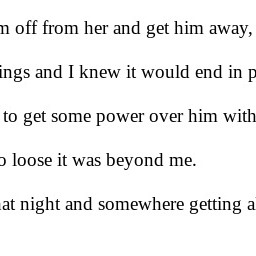 m off from her and get him away,
ings and I knew it would end in p
to get some power over him with
o loose it was beyond me.
at night and somewhere getting a